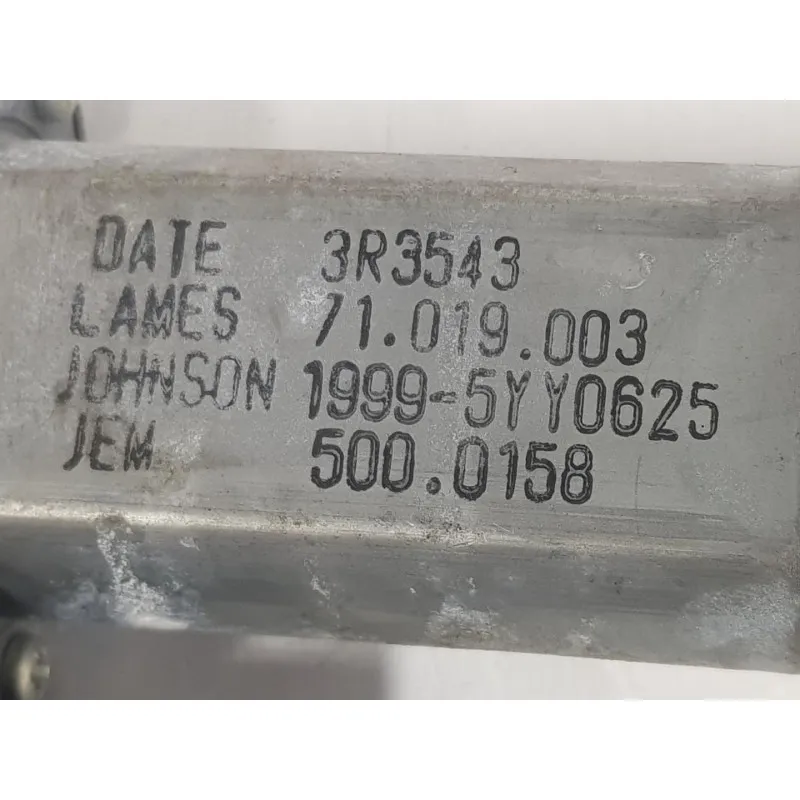 DATE 3R3543
LAMES 71.019.003
JOHNSON 1999-5YY0625
JEM 500.0158